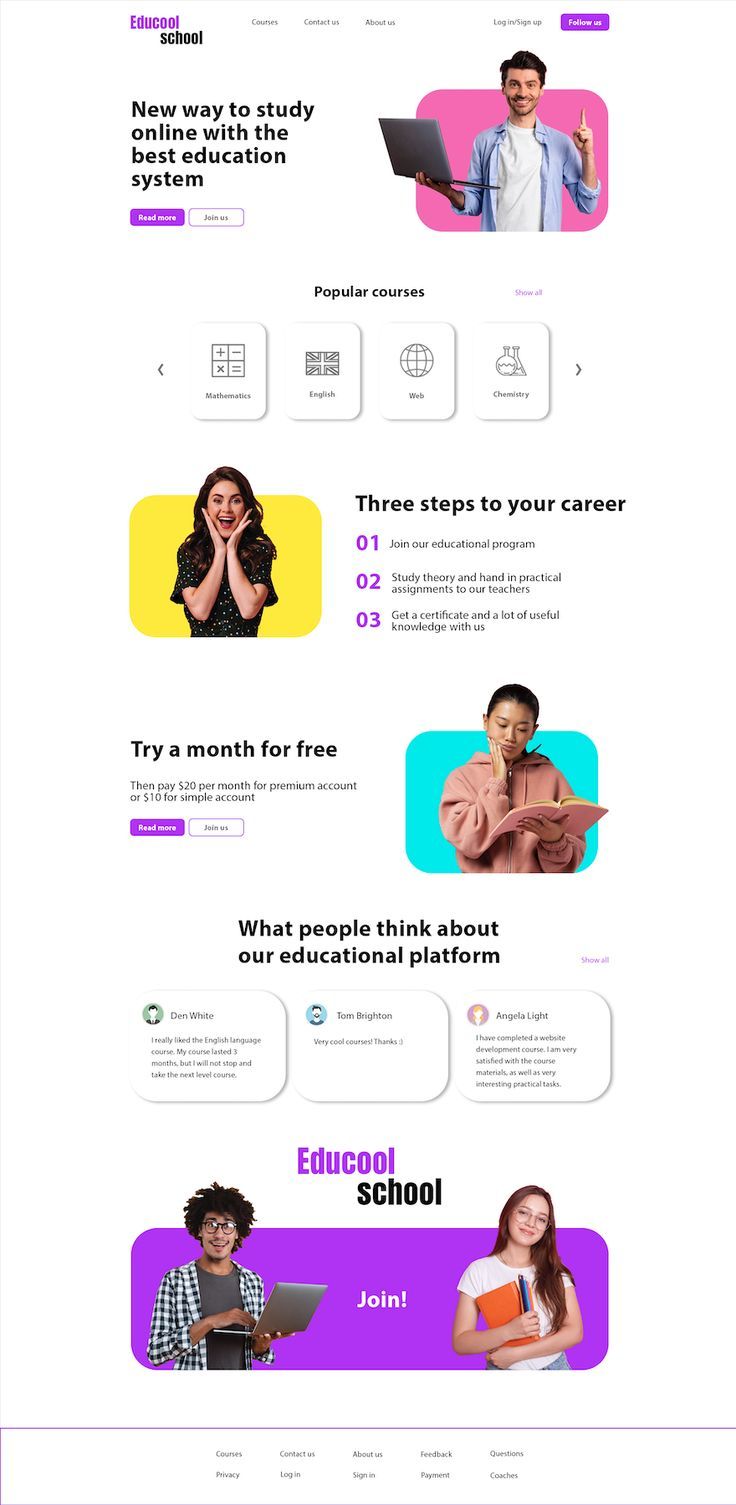 Educool
school
Courses
Contact us
About us
Log in/Sign up
Follow us
New way to study
online with the
best education
system
Read more
Join us
Popular courses
Show all
Mathematics
English
Web
Chemistry
Three steps to your career
01 Join our educational program
02 Study theory and hand in practical
assignments to our teachers
03 Get a certificate and a lot of useful
knowledge with us
Try a month for free
Then pay $20 per month for premium account
or $10 for simple account
Read more
Join us
What people think about
our educational platform
Show all
Den White
I really liked the English language
course. My course lasted 3
months, but I will not stop and
take the next level course.
Tom Brighton
Very cool courses! Thanks :)
Angela Light
I have completed a website
development course. I am very
satisfied with the course
materials, as well as very
interesting practical tasks.
Educool
school
Join!
Courses
Contact us
About us
Feedback
Questions
Privacy
Log in
Sign in
Payment
Coaches